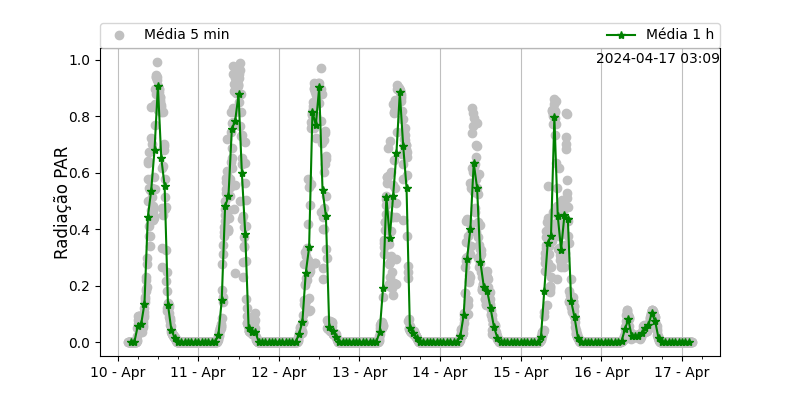 Média 5 min
Média 1 h
2024-04-17 03:09
Radiação PAR
1.0
0.8
0.6
0.4
0.2
0.0
10 - Apr
11 - Apr
12 - Apr
13 - Apr
14 - Apr
15 - Apr
16 - Apr
17 - Apr